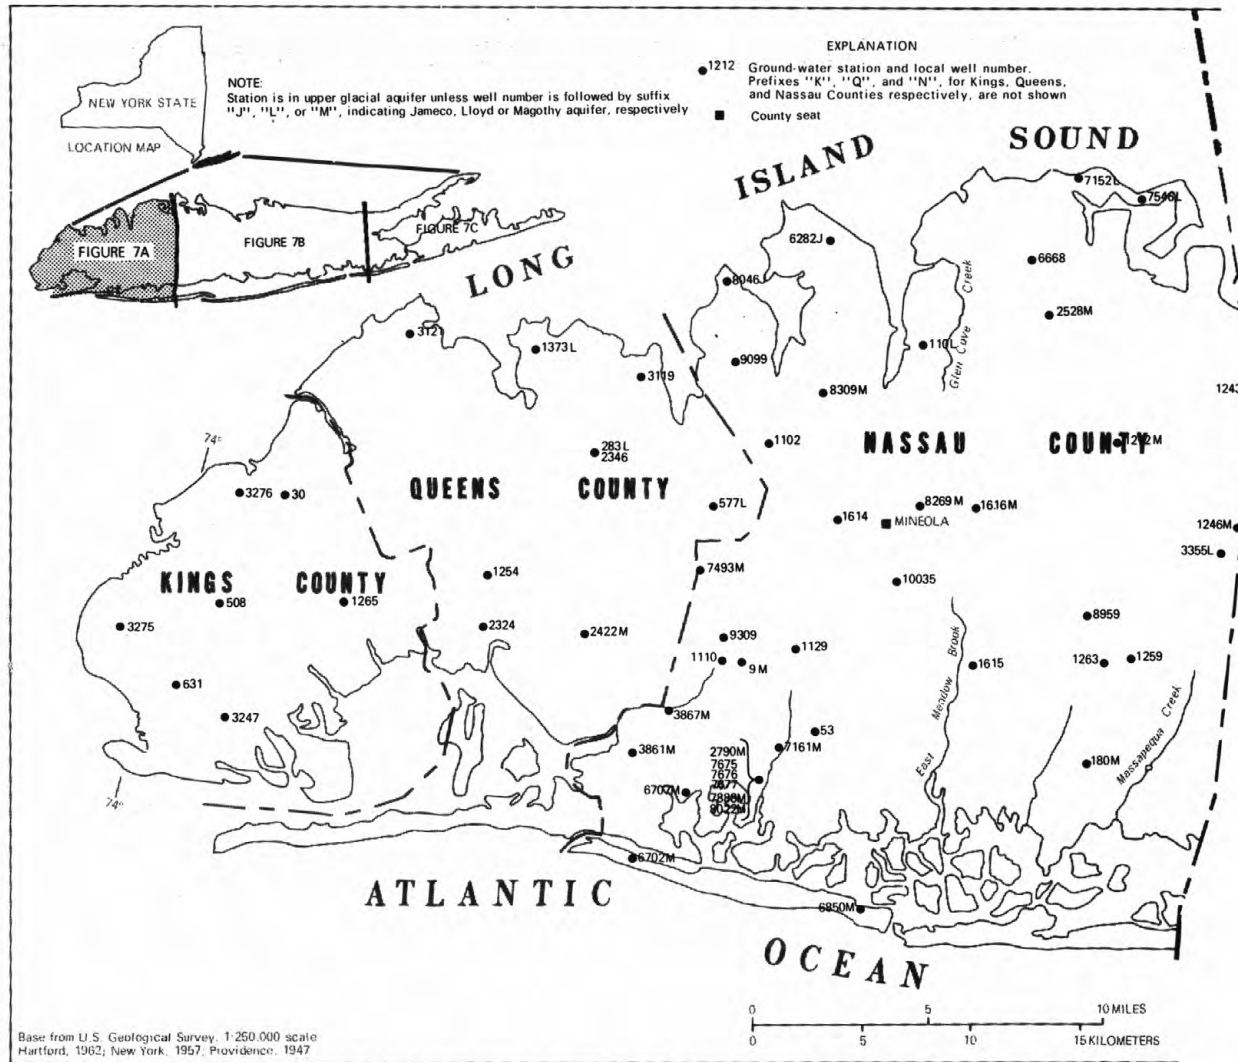 EXPLANATION
1212 Ground-water station and local well number.
Prefixes "K", "Q", and "N", for Kings, Queens,
and Nassau Counties respectively, are not shown
County seat
NOTE:
Station is in upper glacial aquifer unless well number is followed by suffix
"J", "L", or "M", indicating Jameco, Lloyd or Magothy aquifer, respectively
NEW YORK STATE
LOCATION MAP
FIGURE 7A
FIGURE 7B
FIGURE 7C
LONG
ISLAND
SOUND
7152L
7546L
6282J
6668
8046J
2528M
3121
1373L
110L
Glen Cove Creek
9099
3119
8309M
1243
74°
1102
NASSAU COUNTY
1212M
283L
2346
QUEENS COUNTY
3276
30
577L
8269M
1616M
1614
MINEOLA
1246M
3355L
7493M
1254
KINGS COUNTY
10035
508
1265
8959
3275
2324
2422M
9309
1129
1110
9M
1615
1263
1259
East Meadow Brook
Massapequa Creek
631
3247
3867M
53
3861M
7161M
2790M
7675
7676
7677
7888M
8022M
180M
6707M
74°
6702M
6850M
ATLANTIC
OCEAN
0 5 10 MILES
0 5 10 15 KILOMETERS
Base from U.S. Geological Survey, 1:250,000 scale
Hartford, 1962; New York, 1957; Providence, 1947